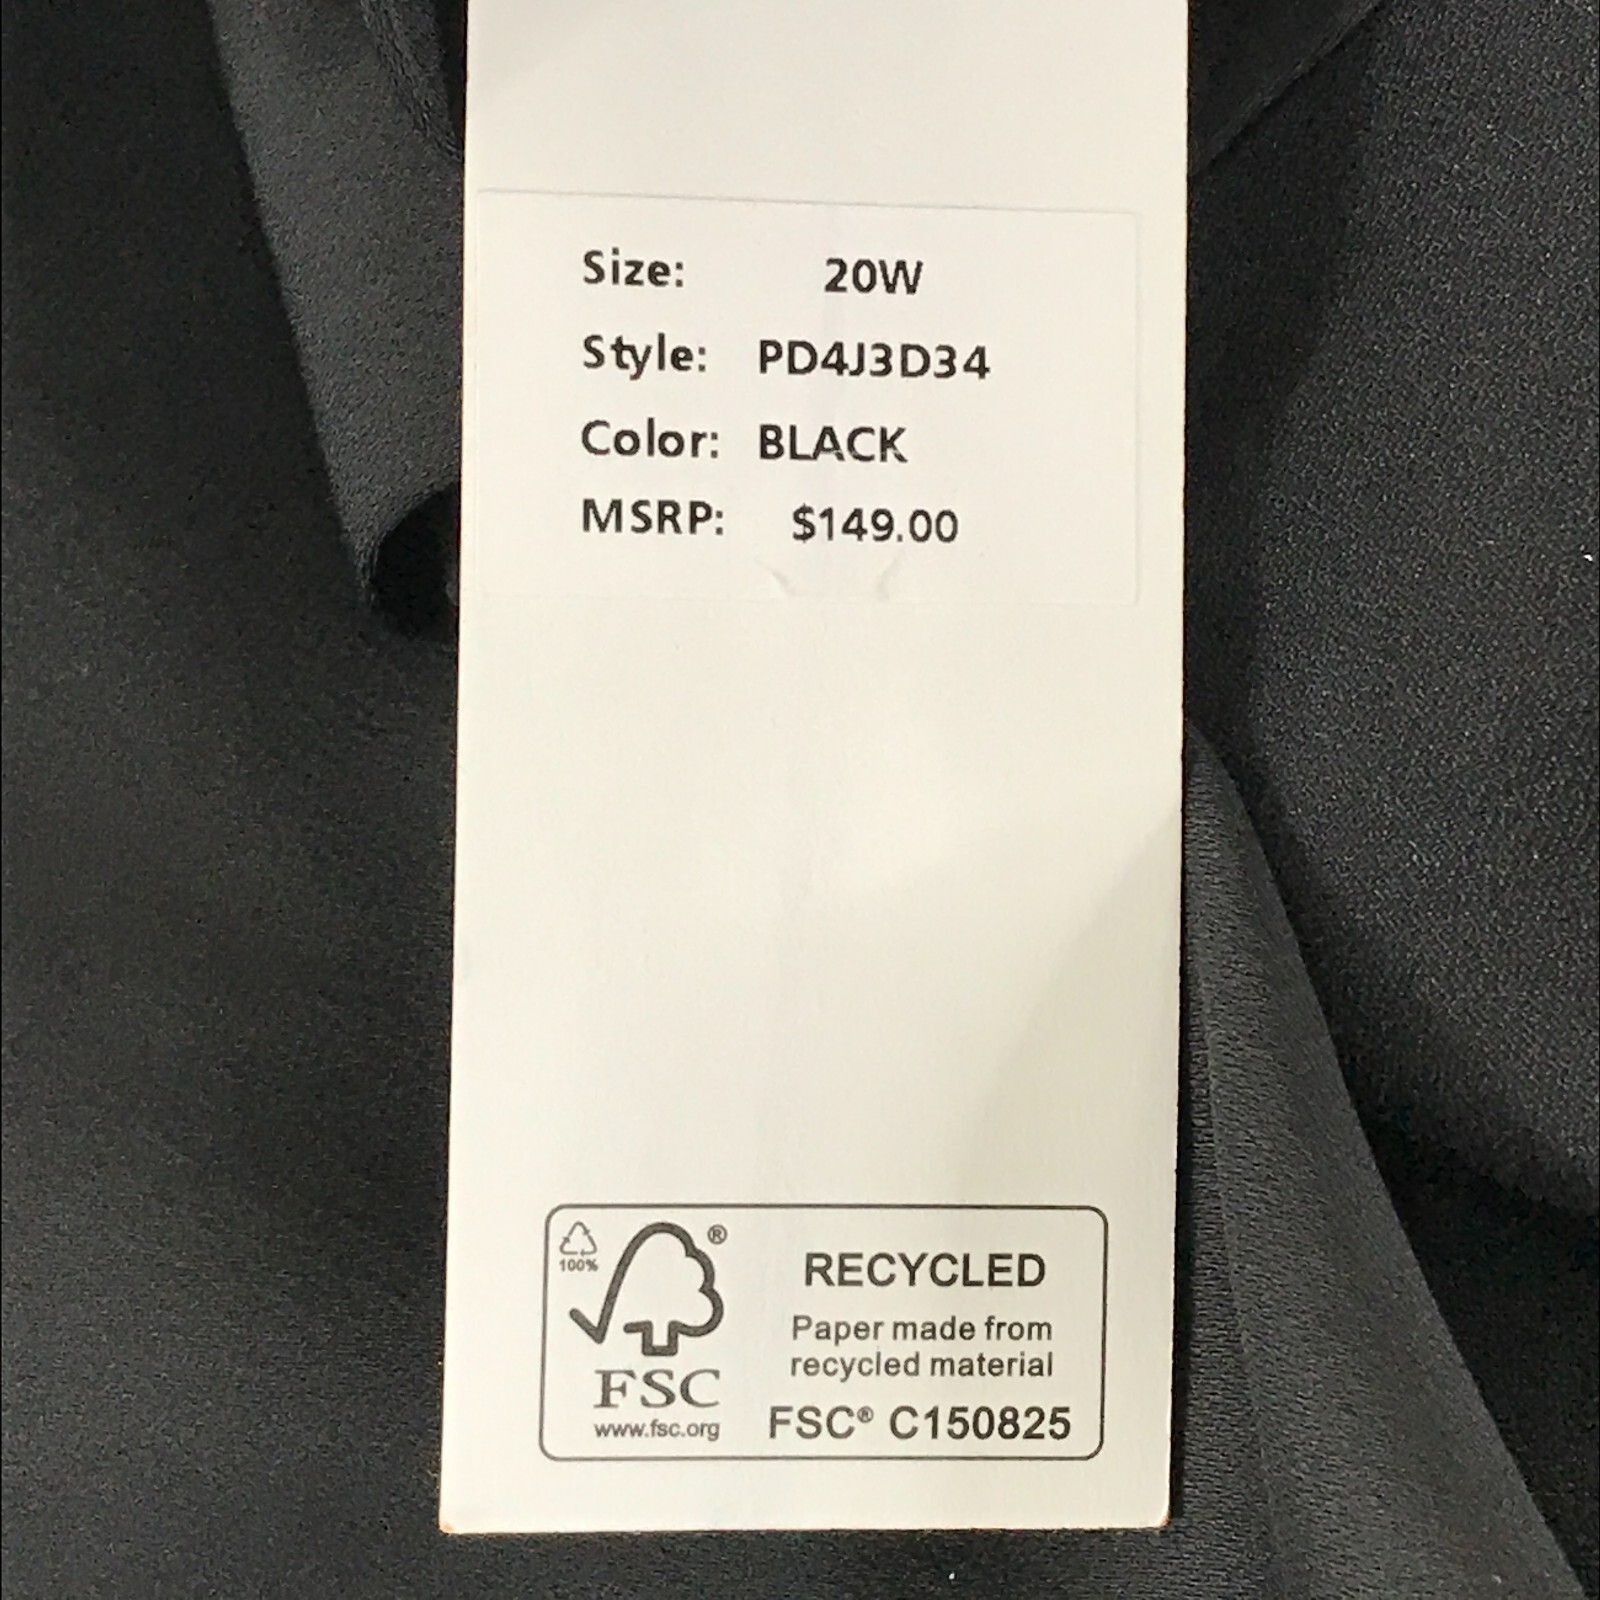 Size: 20W
Style: PD4J3D34
Color: BLACK
MSRP: $149.00
100%
®
FSC
www.fsc.org
RECYCLED
Paper made from
recycled material
FSC® C150825